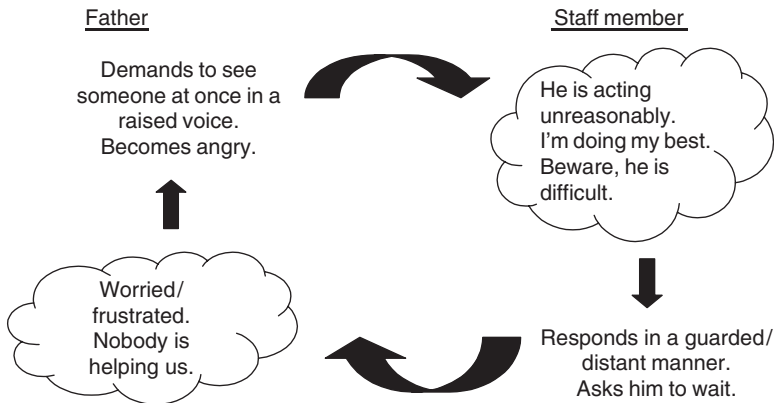 Father
Staff member
Demands to see
someone at once in a
raised voice.
Becomes angry.
He is acting
unreasonably.
I'm doing my best.
Beware, he is
difficult.
Worried/
frustrated.
Nobody is
helping us.
Responds in a guarded/
distant manner.
Asks him to wait.